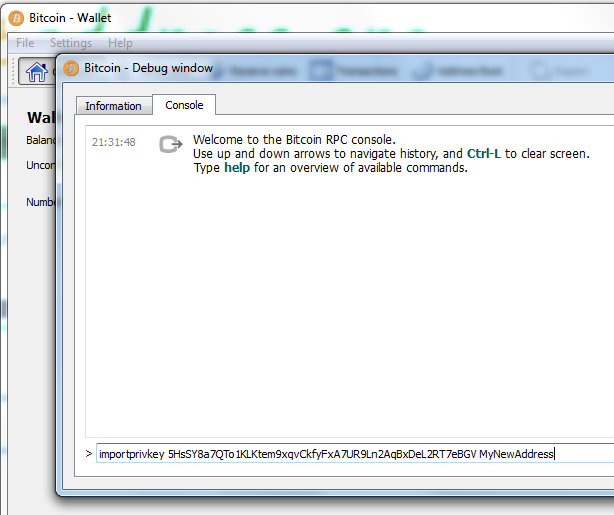 Bitcoin - Wallet
File Settings Help
Bitcoin - Debug window
Information Console
21:31:48 Welcome to the Bitcoin RPC console.
Use up and down arrows to navigate history, and Ctrl-L to clear screen.
Type help for an overview of available commands.
> importprivkey 5HsSY8a7QTo1KLKtem9xqvCkfyFxA7UR9Ln2AqBxDeL2RT7eBGV MyNewAddress
Wal
Balanc
Uncon
Numbe